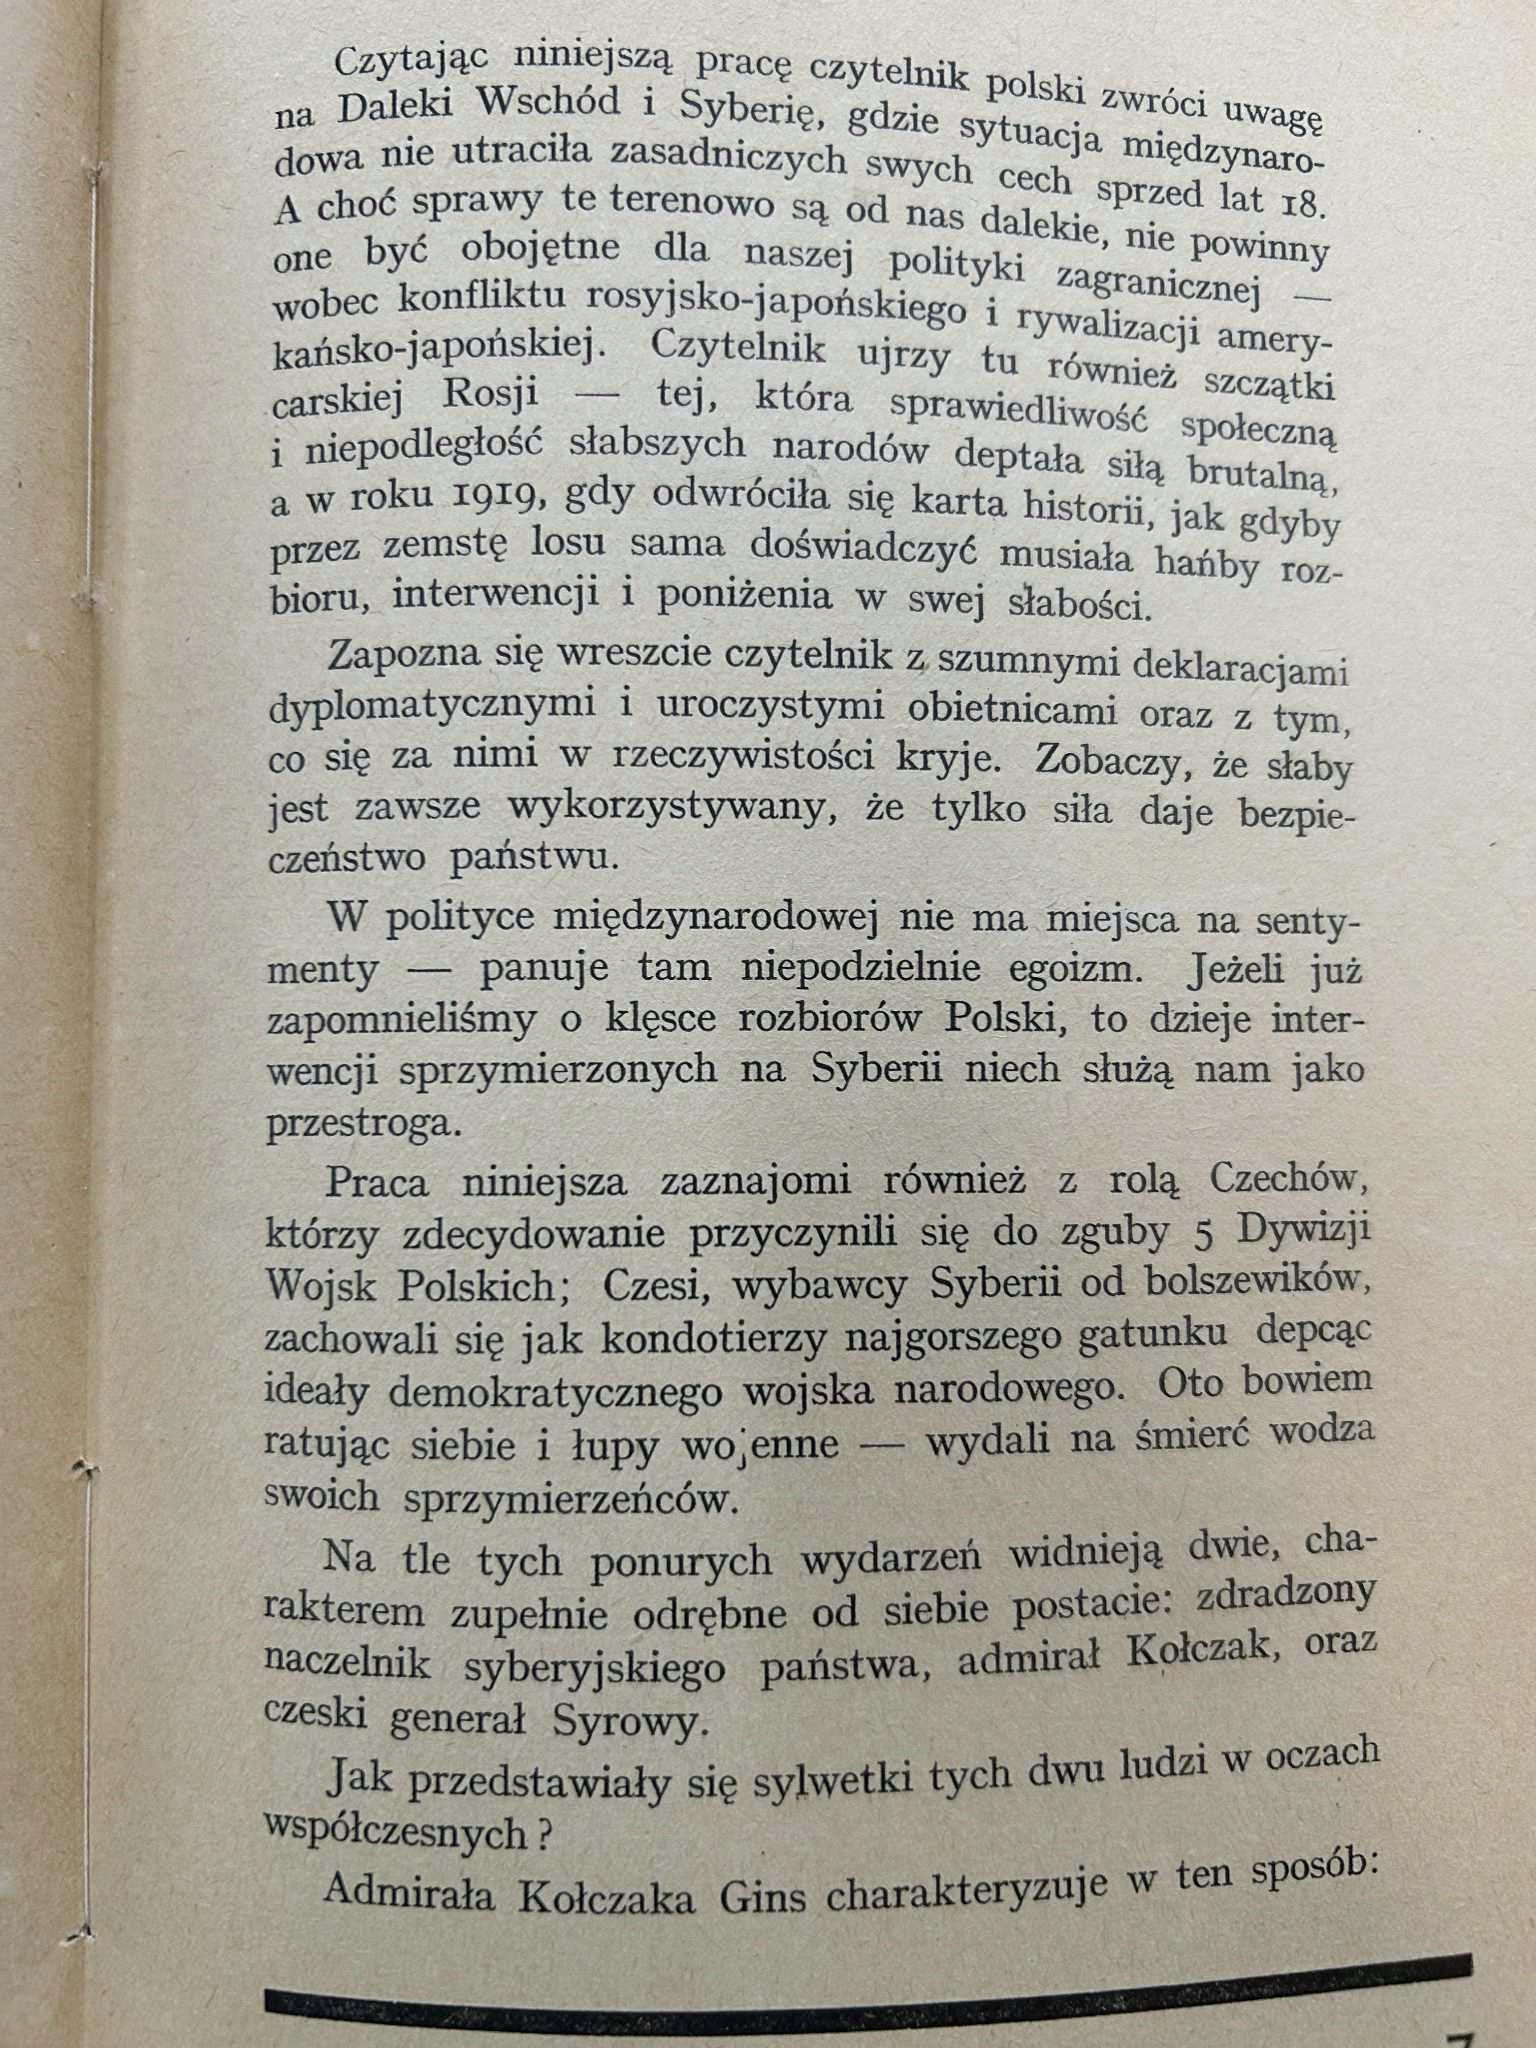 Czytając niniejszą pracę czytelnik polski zwróci uwagę
na Daleki Wschód i Syberię, gdzie sytuacja międzynaro-
dowa nie utraciła zasadniczych swych cech sprzed lat 18.
A choć sprawy te terenowo są od nas dalekie, nie powinny
one być obojętne dla naszej polityki zagranicznej —
wobec konfliktu rosyjsko-japońskiego i rywalizacji amery-
kańsko-japońskiej. Czytelnik ujrzy tu również szczątki
carskiej Rosji — tej, która sprawiedliwość społeczną
i niepodległość słabszych narodów deptała siłą brutalną,
a w roku 1919, gdy odwróciła się karta historii, jak gdyby
przez zemstę losu sama doświadczyć musiała hańby roz-
bioru, interwencji i poniżenia w swej słabości.
Zapozna się wreszcie czytelnik z szumnymi deklaracjami
dyplomatycznymi i uroczystymi obietnicami oraz z tym,
co się za nimi w rzeczywistości kryje. Zobaczy, że słaby
jest zawsze wykorzystywany, że tylko siła daje bezpie-
czeństwo państwu.
W polityce międzynarodowej nie ma miejsca na senty-
menty — panuje tam niepodzielnie egoizm. Jeżeli już
zapomnieliśmy o klęsce rozbiorów Polski, to dzieje inter-
wencji sprzymierzonych na Syberii niech służą nam jako
przestroga.
Praca niniejsza zaznajomi również z rolą Czechów,
którzy zdecydowanie przyczynili się do zguby 5 Dywizji
Wojsk Polskich; Czesi, wybawcy Syberii od bolszewików,
zachowali się jak kondotierzy najgorszego gatunku depcąc
ideały demokratycznego wojska narodowego. Oto bowiem
ratując siebie i łupy wojenne — wydali na śmierć wodza
swoich sprzymierzeńców.
Na tle tych ponurych wydarzeń widnieją dwie, cha-
rakterem zupełnie odrębne od siebie postacie: zdradzony
naczelnik syberyjskiego państwa, admirał Kołczak, oraz
czeski generał Syrowy.
Jak przedstawiały się sylwetki tych dwu ludzi w oczach
współczesnych?
Admirała Kołczaka Gins charakteryzuje w ten sposób:
7